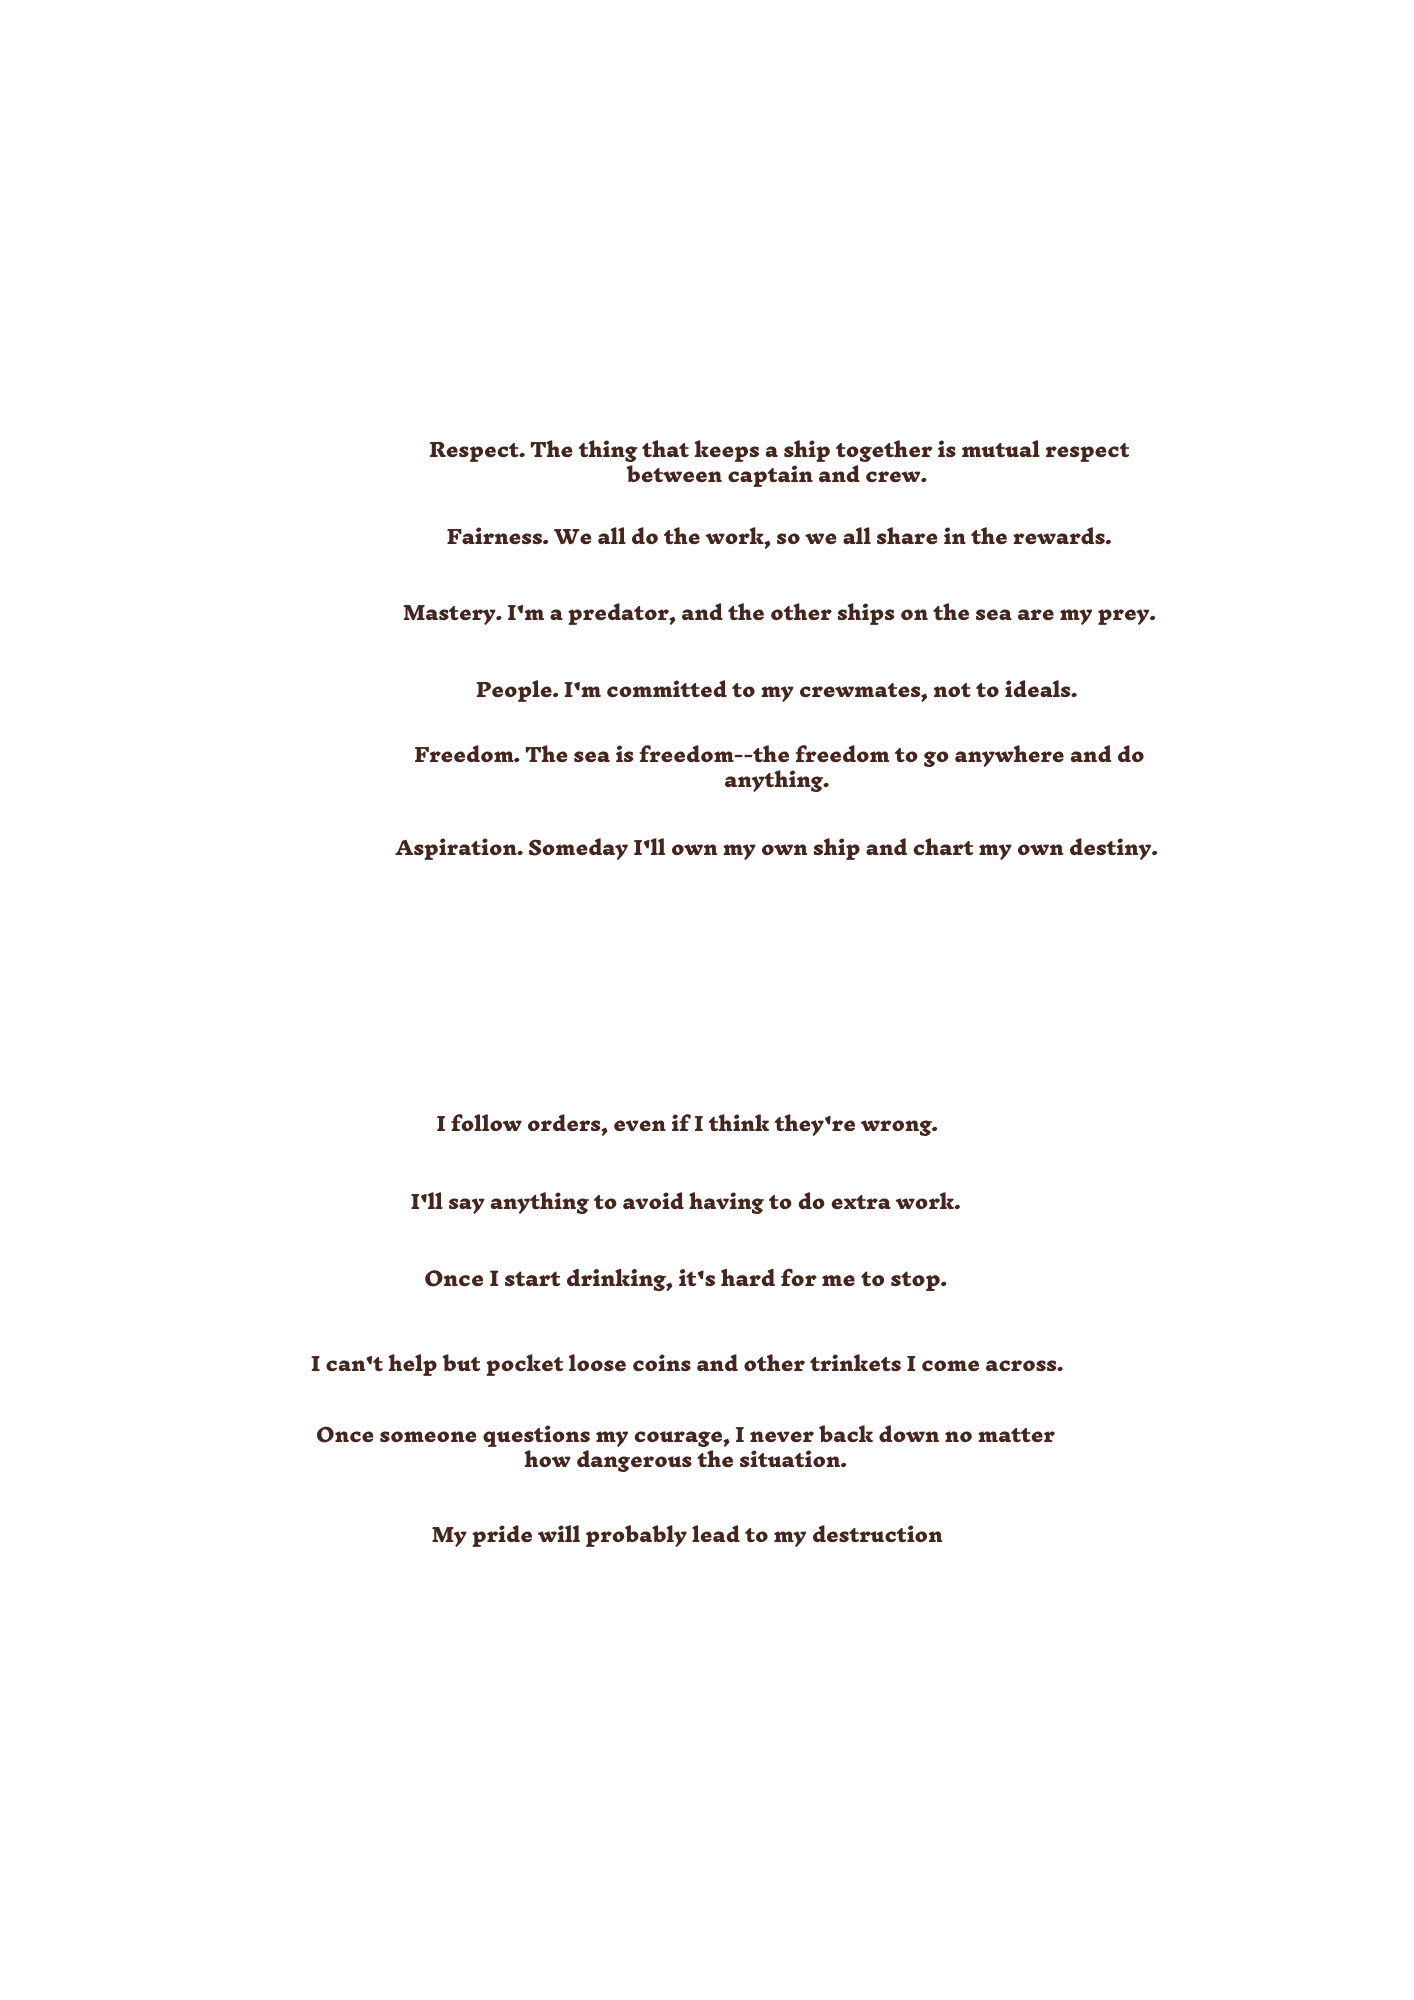 Respect. The thing that keeps a ship together is mutual respect
between captain and crew.
Fairness. We all do the work, so we all share in the rewards.
Mastery. I'm a predator, and the other ships on the sea are my prey.
People. I'm committed to my crewmates, not to ideals.
Freedom. The sea is freedom--the freedom to go anywhere and do
anything.
Aspiration. Someday I'll own my own ship and chart my own destiny.
I follow orders, even if I think they're wrong.
I'll say anything to avoid having to do extra work.
Once I start drinking, it's hard for me to stop.
I can't help but pocket loose coins and other trinkets I come across.
Once someone questions my courage, I never back down no matter
how dangerous the situation.
My pride will probably lead to my destruction